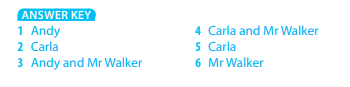 ANSWER KEY
1 Andy
2 Carla
3 Andy and Mr Walker
4 Carla and Mr Walker
5 Carla
6 Mr Walker